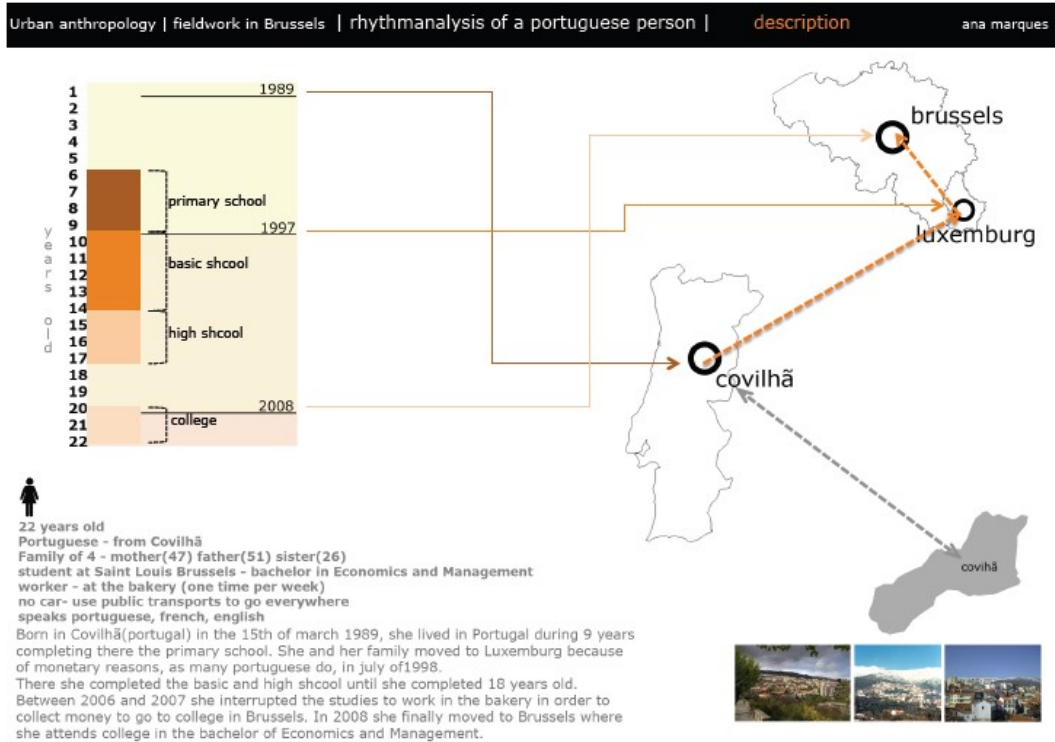 Urban anthropology | fieldwork in Brussels | rhythmanalysis of a portuguese person | description ana marques
1
1989
2
3
4
5
6
7
8
primary school
9
1997
10
11
basic shcool
12
13
14
15
high shcool
16
17
18
19
20
2008
21
college
22
years old
brussels
luxemburg
covilhã
covihã
22 years old
Portuguese - from Covilhã
Family of 4 - mother(47) father(51) sister(26)
student at Saint Louis Brussels - bachelor in Economics and Management
worker - at the bakery (one time per week)
no car- use public transports to go everywhere
speaks portuguese, french, english
Born in Covilhã(portugal) in the 15th of march 1989, she lived in Portugal during 9 years
completing there the primary school. She and her family moved to Luxemburg because
of monetary reasons, as many portuguese do, in july of1998.
There she completed the basic and high shcool until she completed 18 years old.
Between 2006 and 2007 she interrupted the studies to work in the bakery in order to
collect money to go to college in Brussels. In 2008 she finally moved to Brussels where
she attends college in the bachelor of Economics and Management.